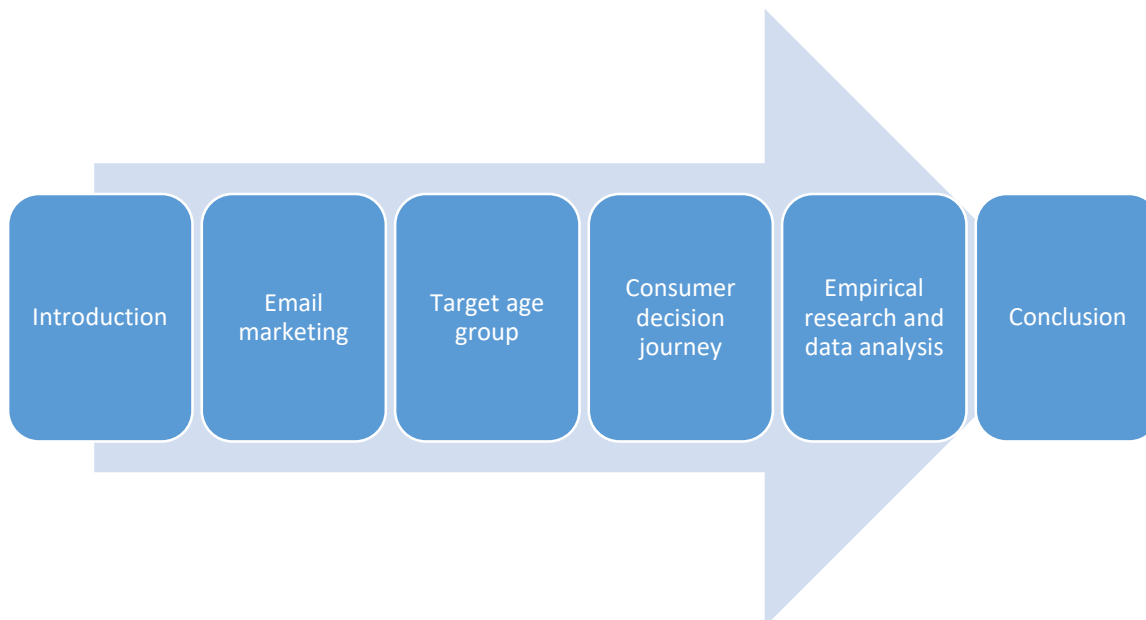 Introduction
Email
marketing
Target age
group
Consumer
decision
journey
Empirical
research and
data analysis
Conclusion